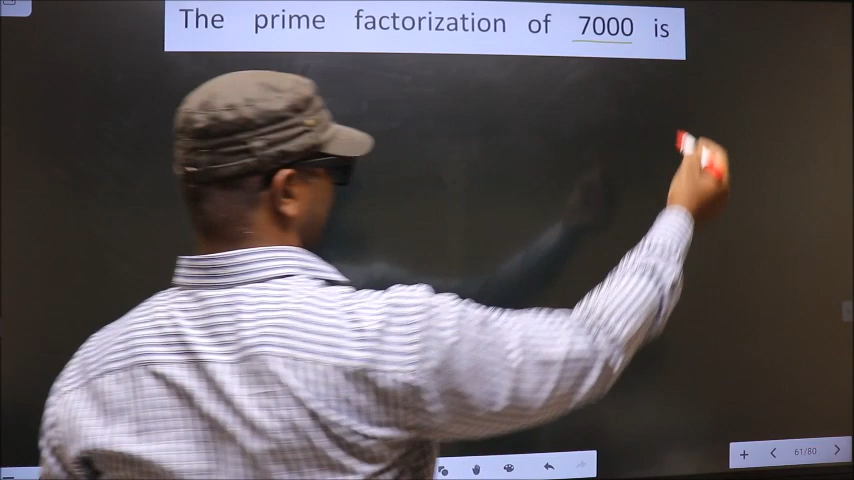 The prime factorization of 7000 is
61/80